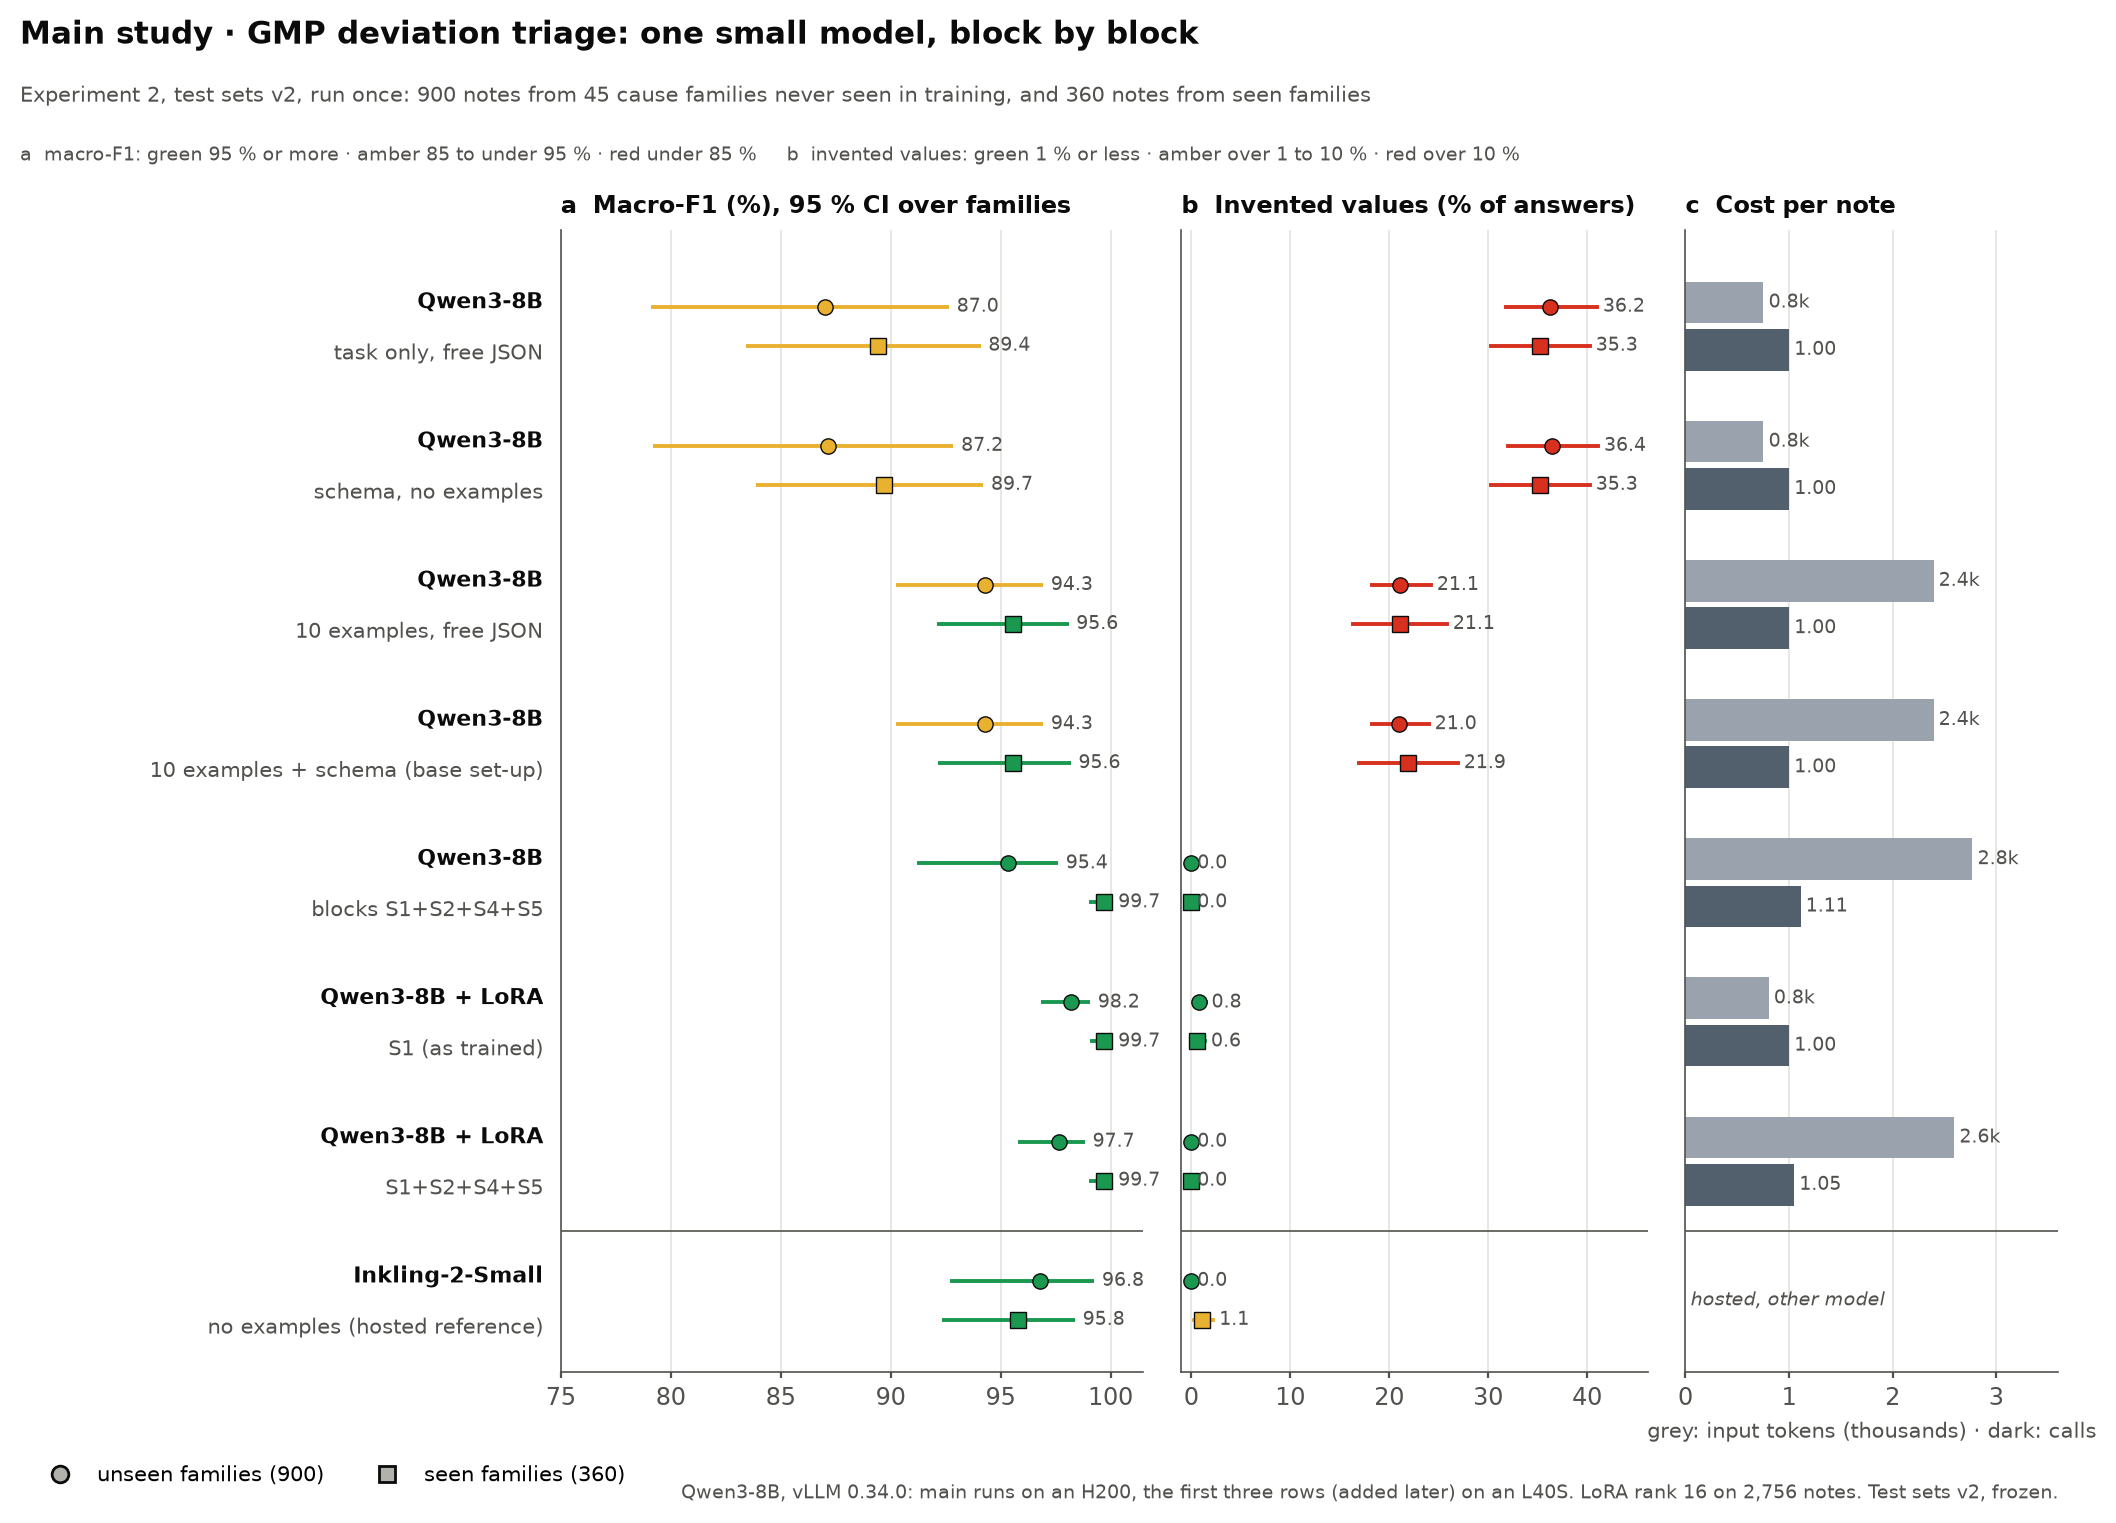 Main study · GMP deviation triage: one small model, block by block
Experiment 2, test sets v2, run once: 900 notes from 45 cause families never seen in training, and 360 notes from seen families
a  macro-F1: green 95 % or more · amber 85 to under 95 % · red under 85 %     b  invented values: green 1 % or less · amber over 1 to 10 % · red over 10 %
a  Macro-F1 (%), 95 % CI over families
b  Invented values (% of answers)
c  Cost per note
Qwen3-8B
task only, free JSON
87.0
89.4
36.2
35.3
0.8k
1.00
Qwen3-8B
schema, no examples
87.2
89.7
36.4
35.3
0.8k
1.00
Qwen3-8B
10 examples, free JSON
94.3
95.6
21.1
21.1
2.4k
1.00
Qwen3-8B
10 examples + schema (base set-up)
94.3
95.6
21.0
21.9
2.4k
1.00
Qwen3-8B
blocks S1+S2+S4+S5
95.4
99.7
0.0
0.0
2.8k
1.11
Qwen3-8B + LoRA
S1 (as trained)
98.2
99.7
0.8
0.6
0.8k
1.00
Qwen3-8B + LoRA
S1+S2+S4+S5
97.7
99.7
0.0
0.0
2.6k
1.05
Inkling-2-Small
no examples (hosted reference)
96.8
95.8
0.0
1.1
hosted, other model
75 80 85 90 95 100
0 10 20 30 40
0 1 2 3
grey: input tokens (thousands) · dark: calls
unseen families (900)
seen families (360)
Qwen3-8B, vLLM 0.34.0: main runs on an H200, the first three rows (added later) on an L40S. LoRA rank 16 on 2,756 notes. Test sets v2, frozen.